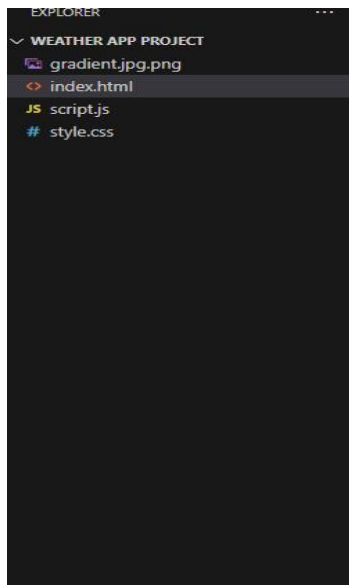 EXPLORER ...
WEATHER APP PROJECT
gradient.jpg.png
<> index.html
JS script.js
# style.css